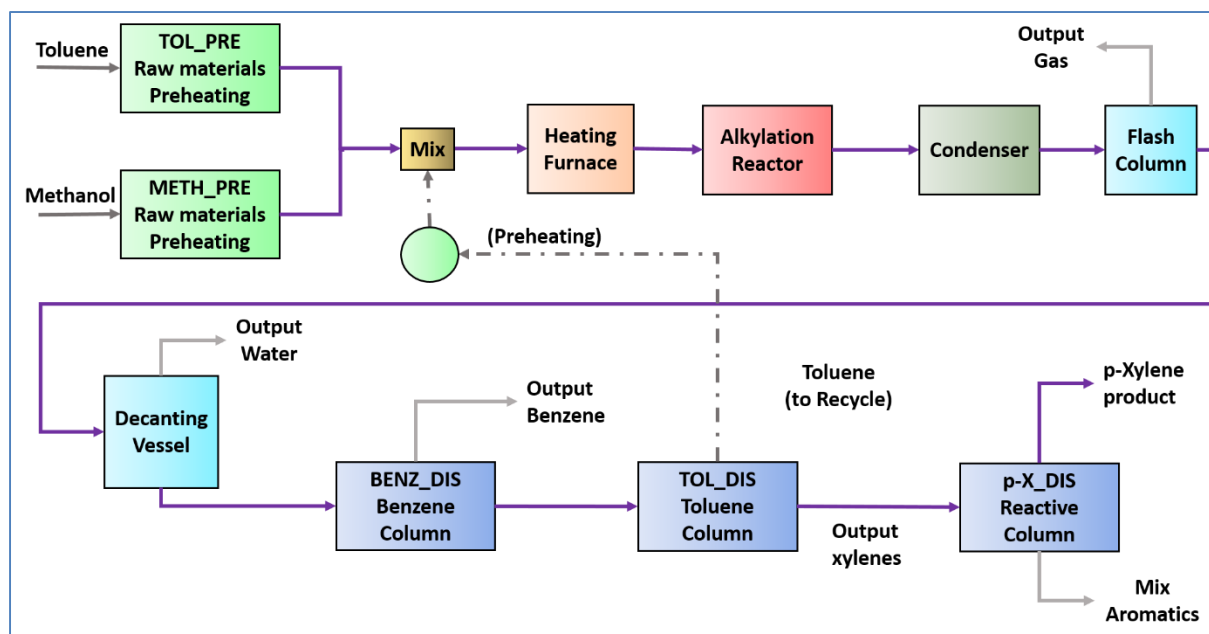 Toluene
TOL_PRE
Raw materials
Preheating
Methanol
METH_PRE
Raw materials
Preheating
Mix
(Preheating)
Heating
Furnace
Alkylation
Reactor
Condenser
Output
Gas
Flash
Column
Output
Water
Decanting
Vessel
Output
Benzene
BENZ_DIS
Benzene
Column
Toluene
(to Recycle)
TOL_DIS
Toluene
Column
Output
xylenes
p-Xylene
product
p-X_DIS
Reactive
Column
Mix
Aromatics